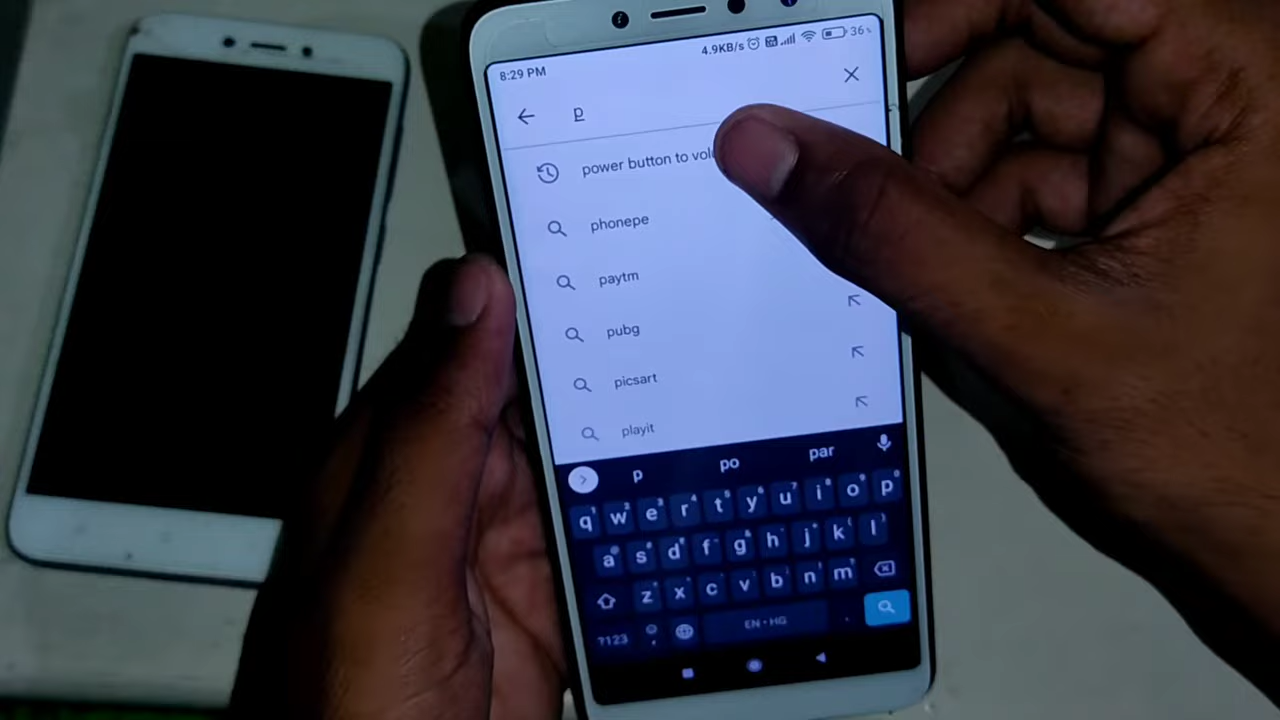 4.9KB/s 36
8:29 PM
p
power button to
phonepe
paytm
pubg
picsart
playit
p po par
q w e r t y u i o p
a s d f g h j k l
z x c v b n m
?123 EN • HG .